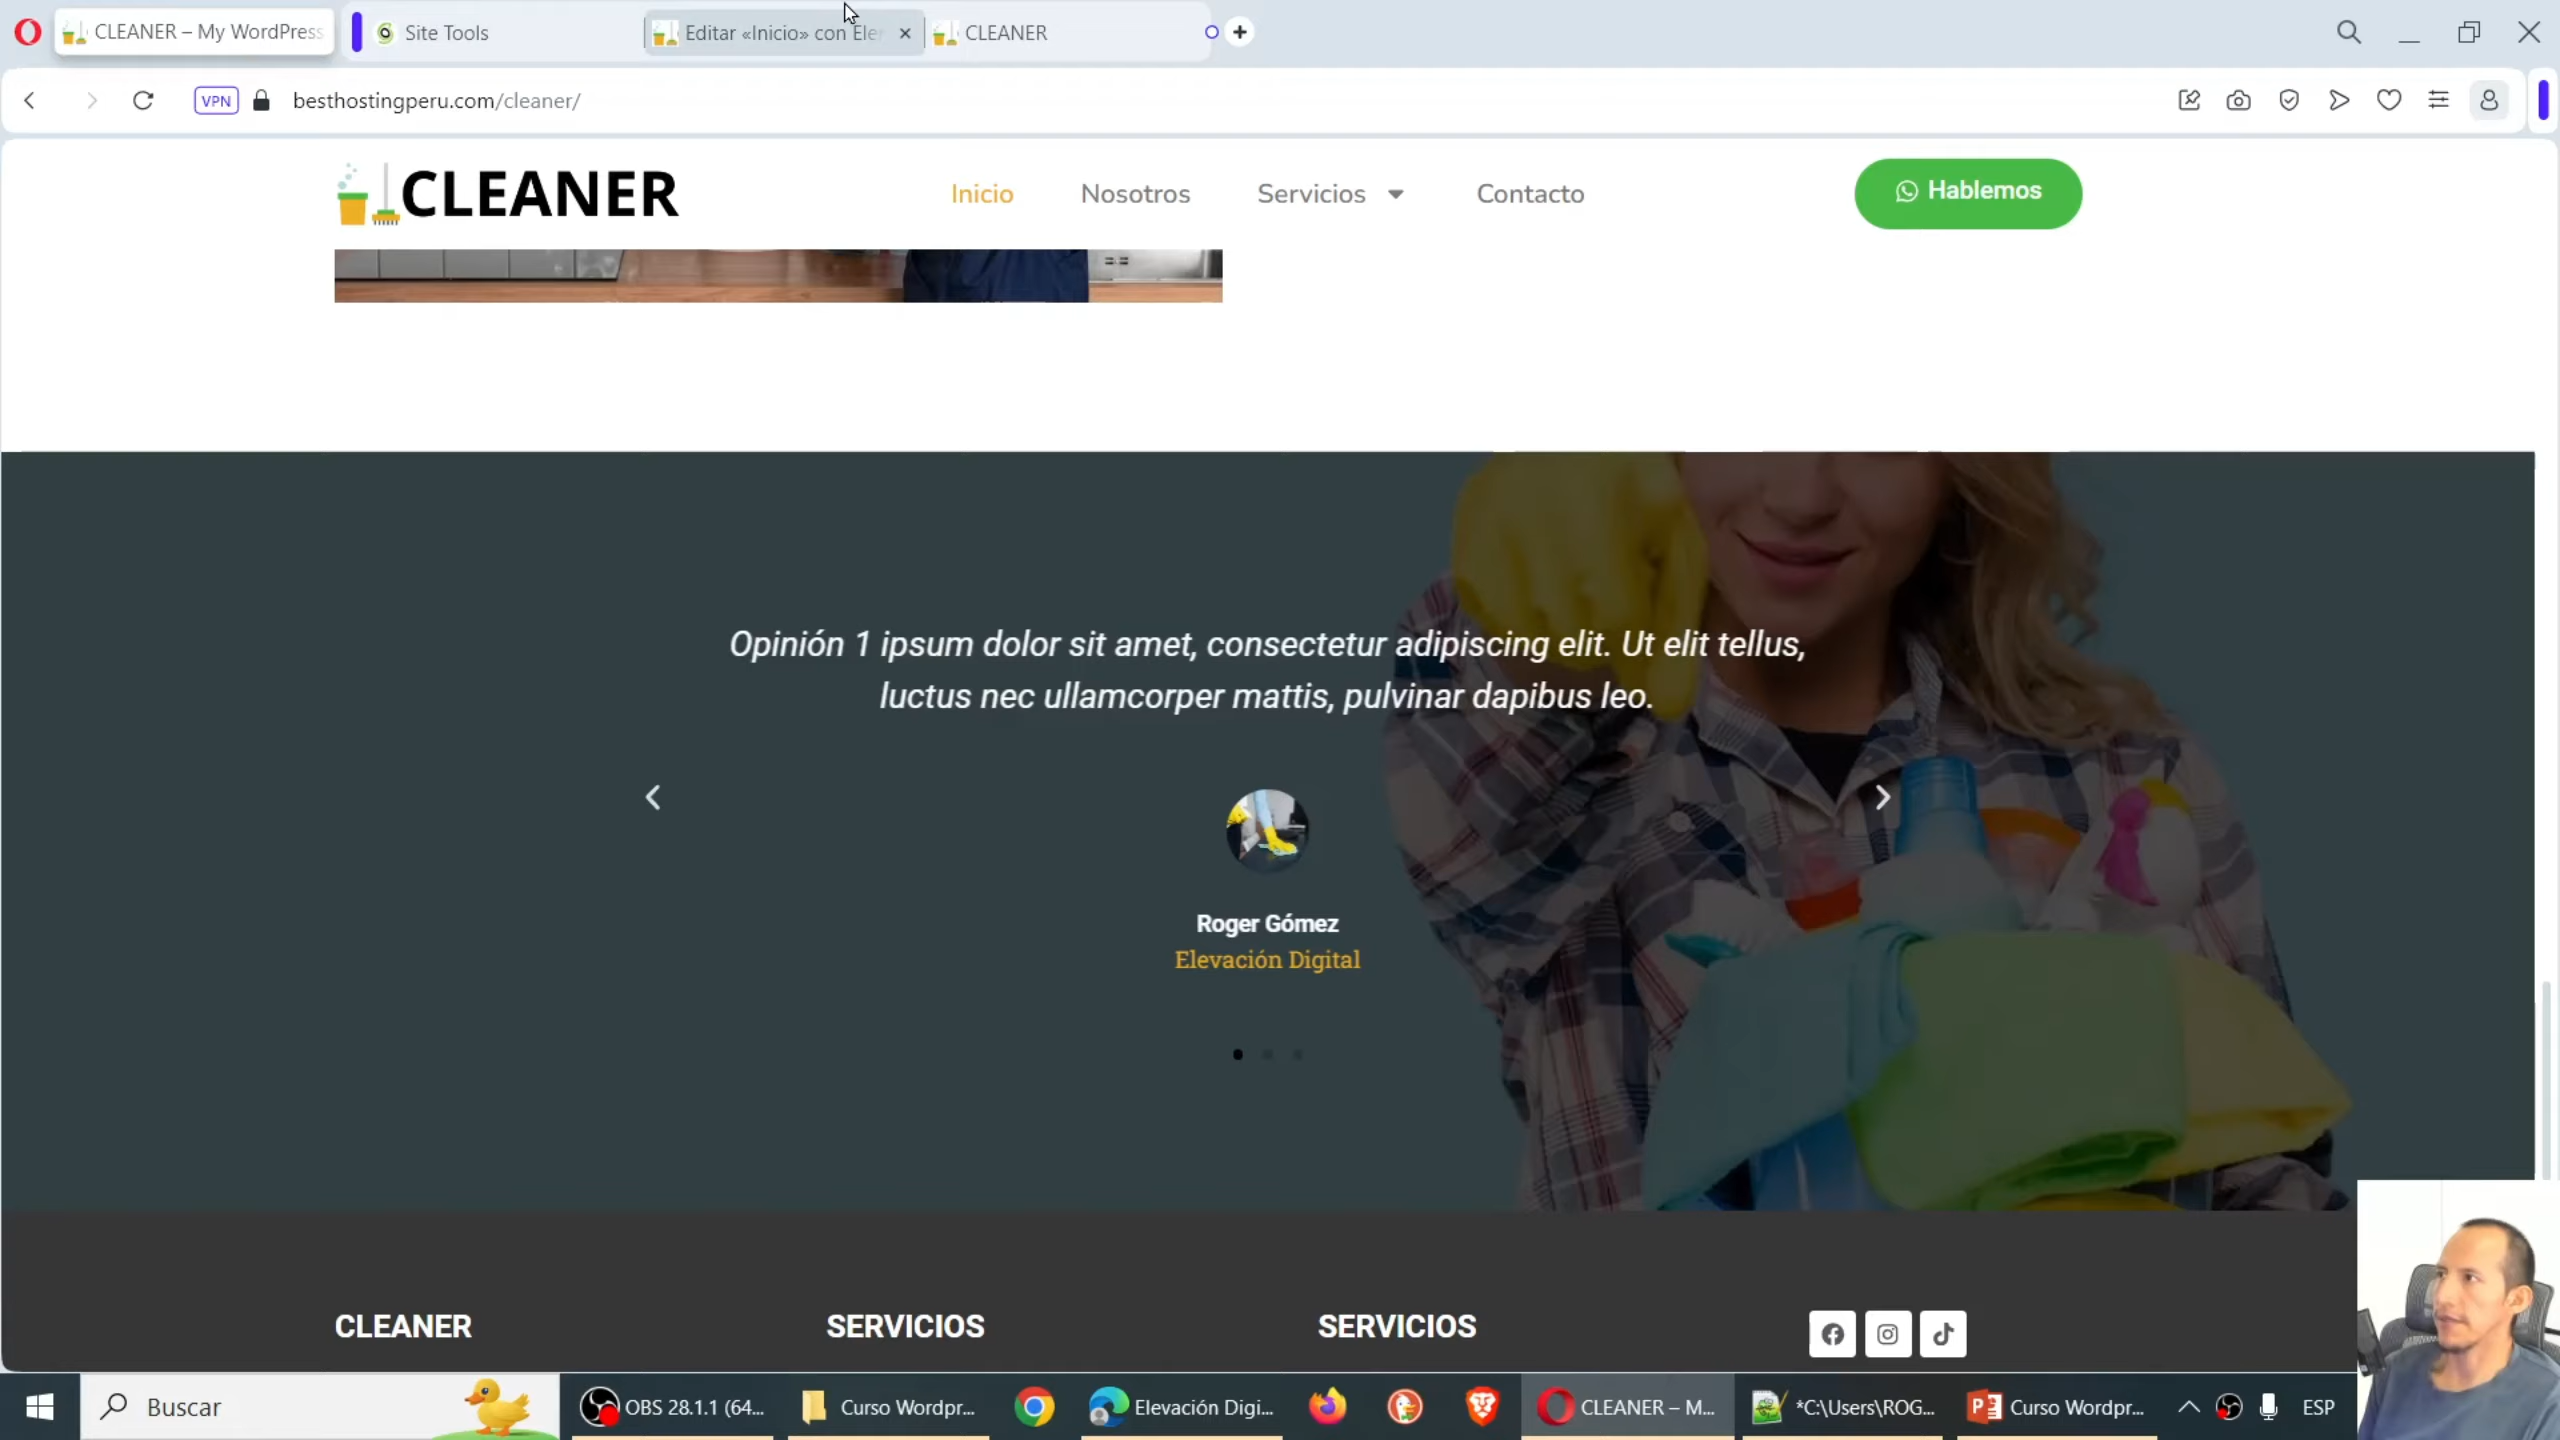 CLEANER – My WordPress
Site Tools
Editar «Inicio» con Ele
CLEANER
VPN
besthostingperu.com/cleaner/
CLEANER
Inicio
Nosotros
Servicios
Contacto
Hablemos
Opinión 1 ipsum dolor sit amet, consectetur adipiscing elit. Ut elit tellus,
luctus nec ullamcorper mattis, pulvinar dapibus leo.
Roger Gómez
Elevación Digital
CLEANER
SERVICIOS
SERVICIOS
Buscar
OBS 28.1.1 (64...
Curso Wordpr...
Elevación Digi...
CLEANER – M...
*C:\Users\ROG...
Curso Wordpr...
ESP